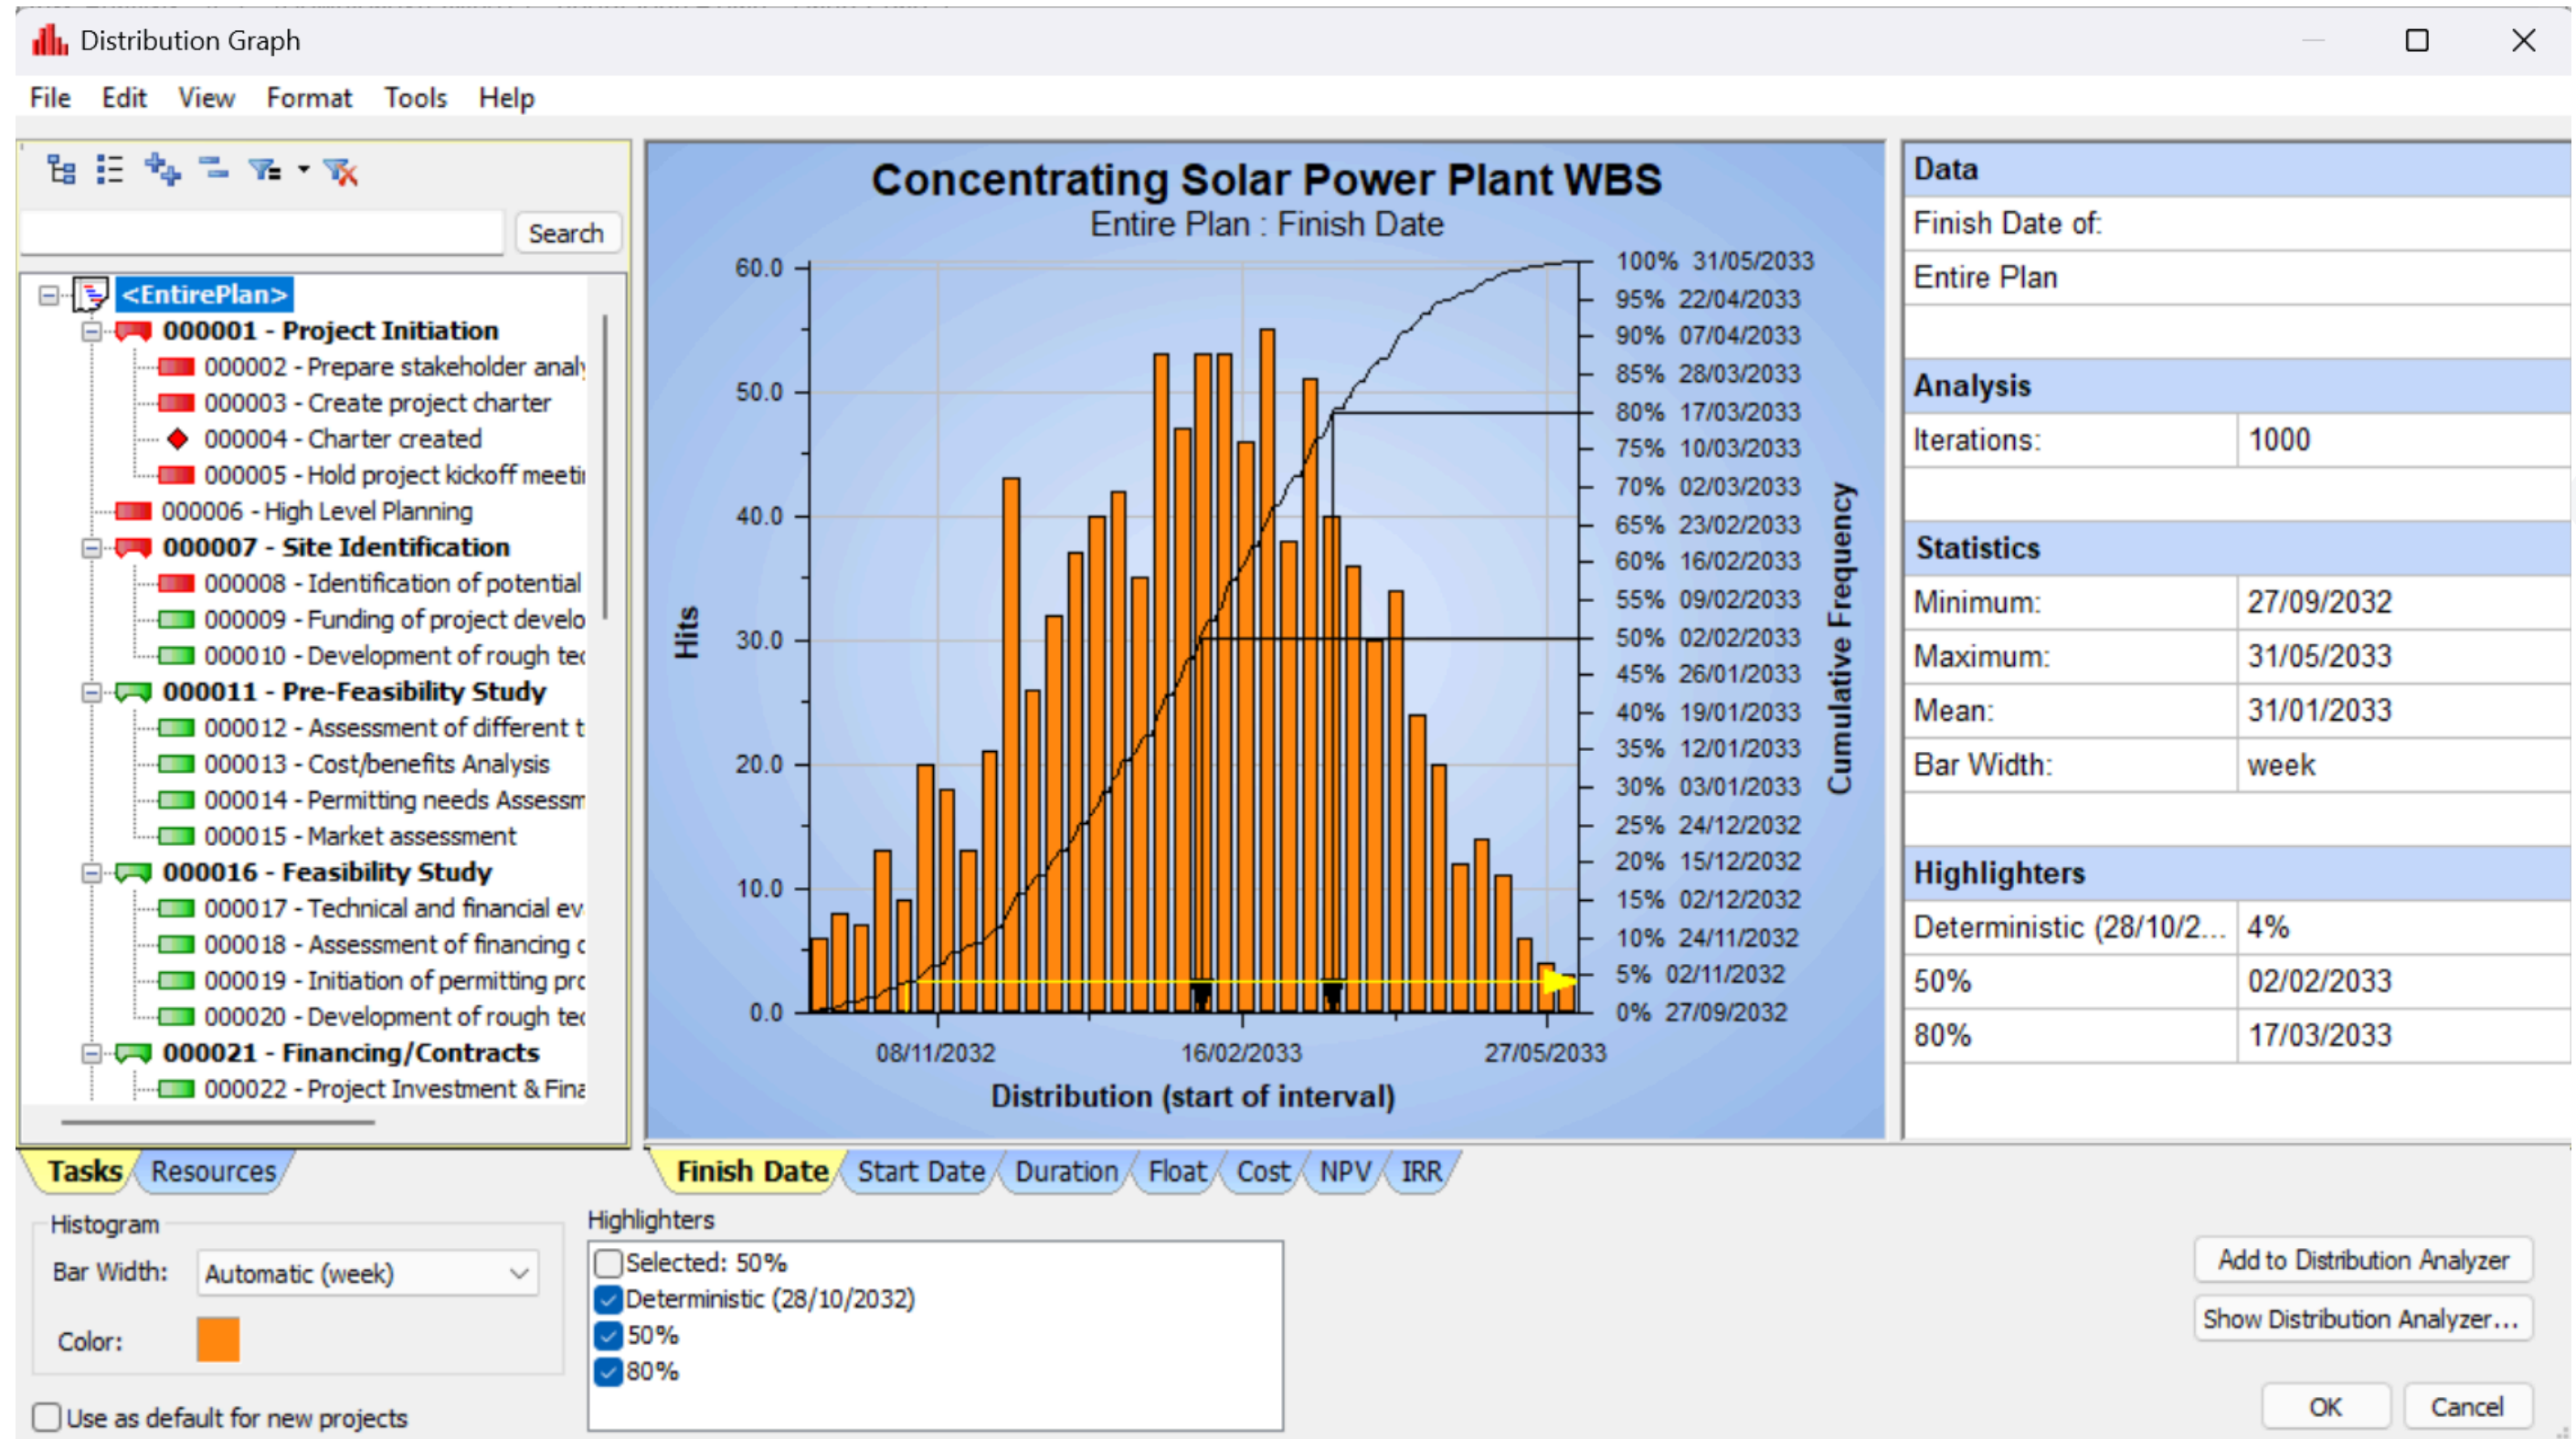 Distribution Graph
File Edit View Format Tools Help
Search
<EntirePlan>
000001 - Project Initiation
000002 - Prepare stakeholder analy
000003 - Create project charter
000004 - Charter created
000005 - Hold project kickoff meetin
000006 - High Level Planning
000007 - Site Identification
000008 - Identification of potential
000009 - Funding of project develo
000010 - Development of rough tec
000011 - Pre-Feasibility Study
000012 - Assessment of different t
000013 - Cost/benefits Analysis
000014 - Permitting needs Assessm
000015 - Market assessment
000016 - Feasibility Study
000017 - Technical and financial ev
000018 - Assessment of financing o
000019 - Initiation of permitting pro
000020 - Development of rough tec
000021 - Financing/Contracts
000022 - Project Investment & Fina
Tasks Resources
Concentrating Solar Power Plant WBS
Entire Plan : Finish Date
Hits
60.0
50.0
40.0
30.0
20.0
10.0
0.0
08/11/2032 16/02/2033 27/05/2033
Distribution (start of interval)
100% 31/05/2033
95% 22/04/2033
90% 07/04/2033
85% 28/03/2033
80% 17/03/2033
75% 10/03/2033
70% 02/03/2033
65% 23/02/2033
60% 16/02/2033
55% 09/02/2033
50% 02/02/2033
45% 26/01/2033
40% 19/01/2033
35% 12/01/2033
30% 03/01/2033
25% 24/12/2032
20% 15/12/2032
15% 02/12/2032
10% 24/11/2032
5% 02/11/2032
0% 27/09/2032
Cumulative Frequency
Finish Date Start Date Duration Float Cost NPV IRR
Data
Finish Date of:
Entire Plan
Analysis
Iterations: 1000
Statistics
Minimum: 27/09/2032
Maximum: 31/05/2033
Mean: 31/01/2033
Bar Width: week
Highlighters
Deterministic (28/10/2... 4%
50% 02/02/2033
80% 17/03/2033
Histogram
Bar Width: Automatic (week)
Color:
Use as default for new projects
Highlighters
Selected: 50%
Deterministic (28/10/2032)
50%
80%
Add to Distribution Analyzer
Show Distribution Analyzer...
OK Cancel